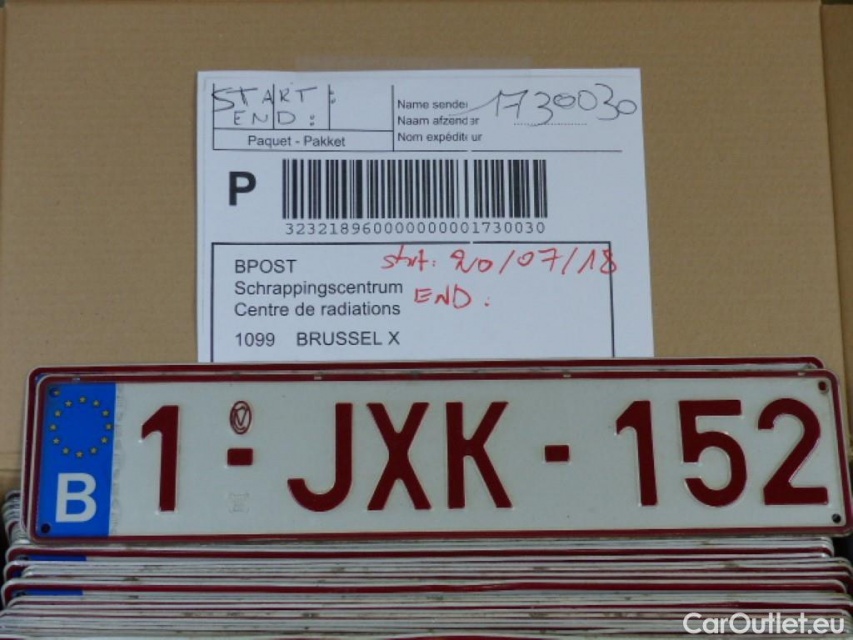 START :
END :
Paquet - Pakket
Name sender
Naam afzender
Nom expéditeur
1730030
P
32321896000000000001730030
BPOST
Schrappingscentrum
Centre de radiations
1099 BRUSSEL X
start: 20/07/18
END :
B 1-JXK-152
CarOutlet.eu